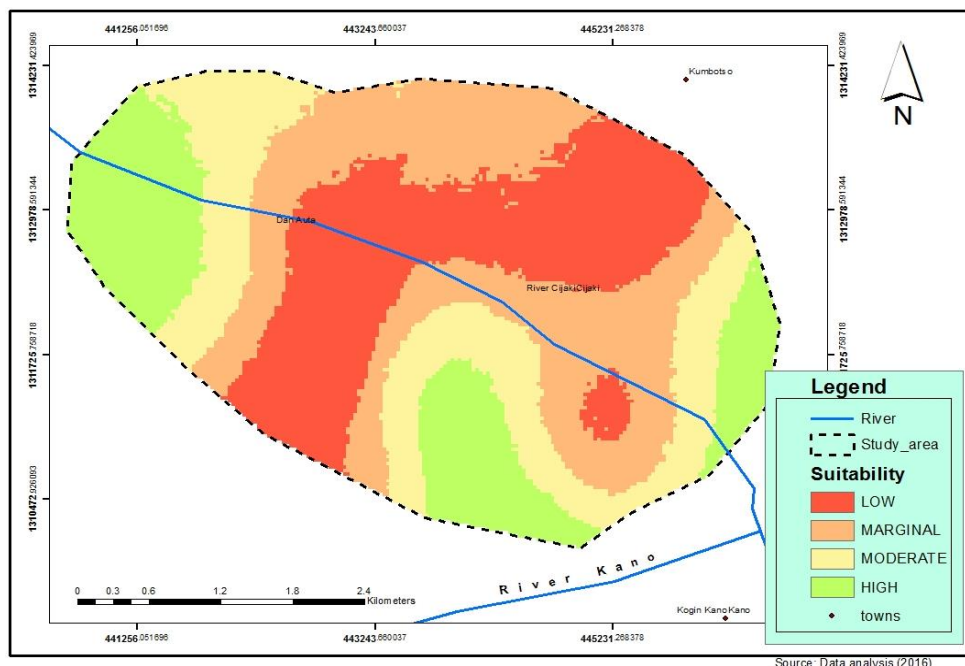 441256.051696 443243.660037 445231.268378
1314231.423969 1314231.423969
Kumbotso
N
1312978.591344 1312978.591344
Dan Auta
River CijakiCijaki
1311725.758718 1311725
Legend
River
Study_area
Suitability
LOW
MARGINAL
MODERATE
HIGH
towns
1310472.926093
River Kano
0 0.3 0.6 1.2 1.8 2.4
Kilometers
Kogin KanoKano
441256.051696 443243.660037 445231.268378
Source: Data analysis (2016)